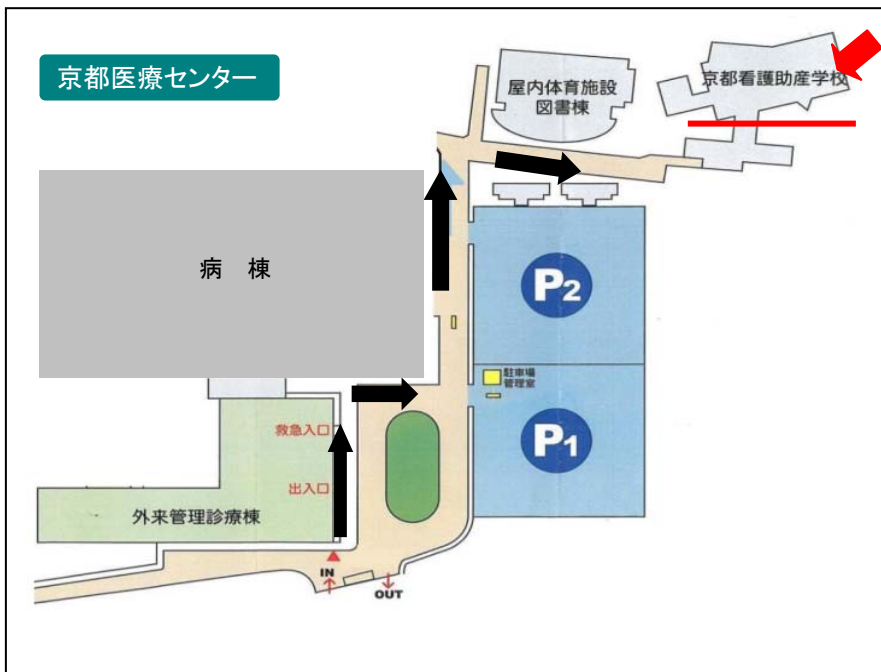 京都医療センター
屋内体育施設
図書棟
京都看護助産学校
病 棟
P2
駐車場
管理室
P1
救急入口
出入口
外来管理診療棟
IN
OUT